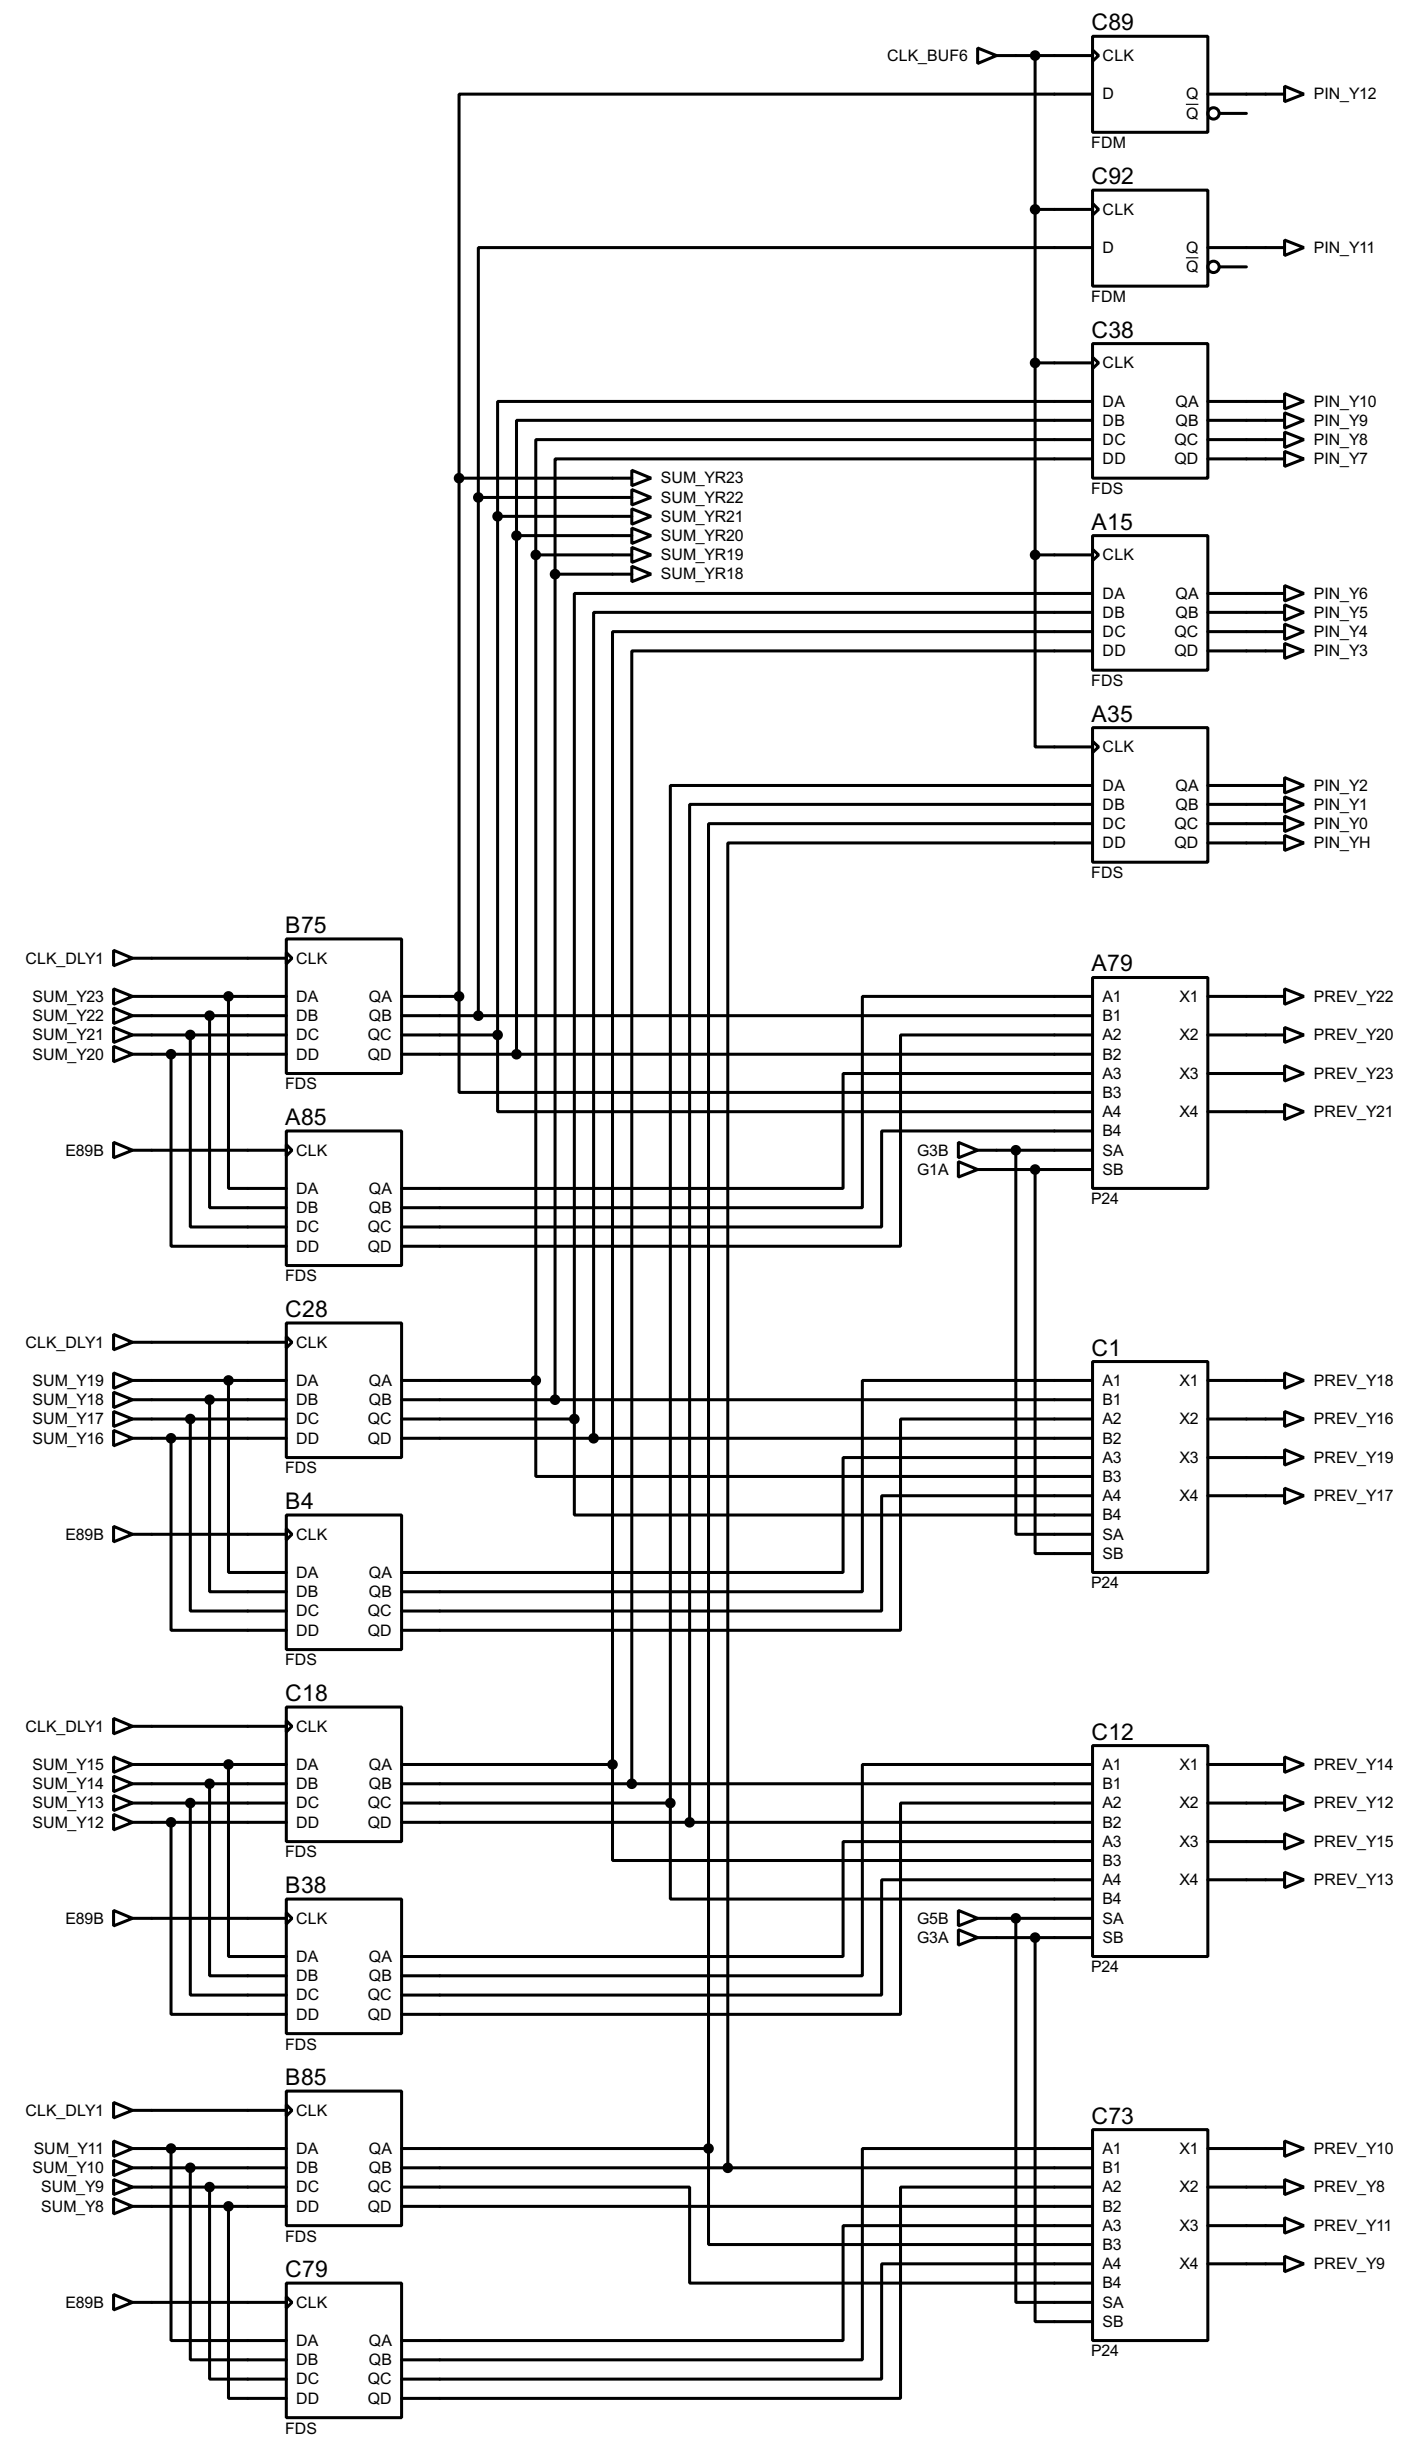 C89
CLK_BUF6 CLK
D Q PIN_Y12
Q
FDM
C92
CLK
D Q PIN_Y11
Q
FDM
C38
CLK
DA QA PIN_Y10
DB QB PIN_Y9
DC QC PIN_Y8
DD QD PIN_Y7
FDS
SUM_YR23
SUM_YR22
SUM_YR21
SUM_YR20
SUM_YR19
SUM_YR18
A15
CLK
DA QA PIN_Y6
DB QB PIN_Y5
DC QC PIN_Y4
DD QD PIN_Y3
FDS
A35
CLK
DA QA PIN_Y2
DB QB PIN_Y1
DC QC PIN_Y0
DD QD PIN_YH
FDS
B75
CLK_DLY1 CLK
SUM_Y23 DA QA
SUM_Y22 DB QB
SUM_Y21 DC QC
SUM_Y20 DD QD
FDS
A85
E89B CLK
DA QA
DB QB
DC QC
DD QD
FDS
A79
A1 X1 PREV_Y22
B1
A2 X2 PREV_Y20
B2
A3 X3 PREV_Y23
B3
A4 X4 PREV_Y21
B4
G3B SA
G1A SB
P24
C28
CLK_DLY1 CLK
SUM_Y19 DA QA
SUM_Y18 DB QB
SUM_Y17 DC QC
SUM_Y16 DD QD
FDS
B4
E89B CLK
DA QA
DB QB
DC QC
DD QD
FDS
C1
A1 X1 PREV_Y18
B1
A2 X2 PREV_Y16
B2
A3 X3 PREV_Y19
B3
A4 X4 PREV_Y17
B4
SA
SB
P24
C18
CLK_DLY1 CLK
SUM_Y15 DA QA
SUM_Y14 DB QB
SUM_Y13 DC QC
SUM_Y12 DD QD
FDS
B38
E89B CLK
DA QA
DB QB
DC QC
DD QD
FDS
C12
A1 X1 PREV_Y14
B1
A2 X2 PREV_Y12
B2
A3 X3 PREV_Y15
B3
A4 X4 PREV_Y13
B4
G5B SA
G3A SB
P24
B85
CLK_DLY1 CLK
SUM_Y11 DA QA
SUM_Y10 DB QB
SUM_Y9 DC QC
SUM_Y8 DD QD
FDS
C79
E89B CLK
DA QA
DB QB
DC QC
DD QD
FDS
C73
A1 X1 PREV_Y10
B1
A2 X2 PREV_Y8
B2
A3 X3 PREV_Y11
B3
A4 X4 PREV_Y9
B4
SA
SB
P24